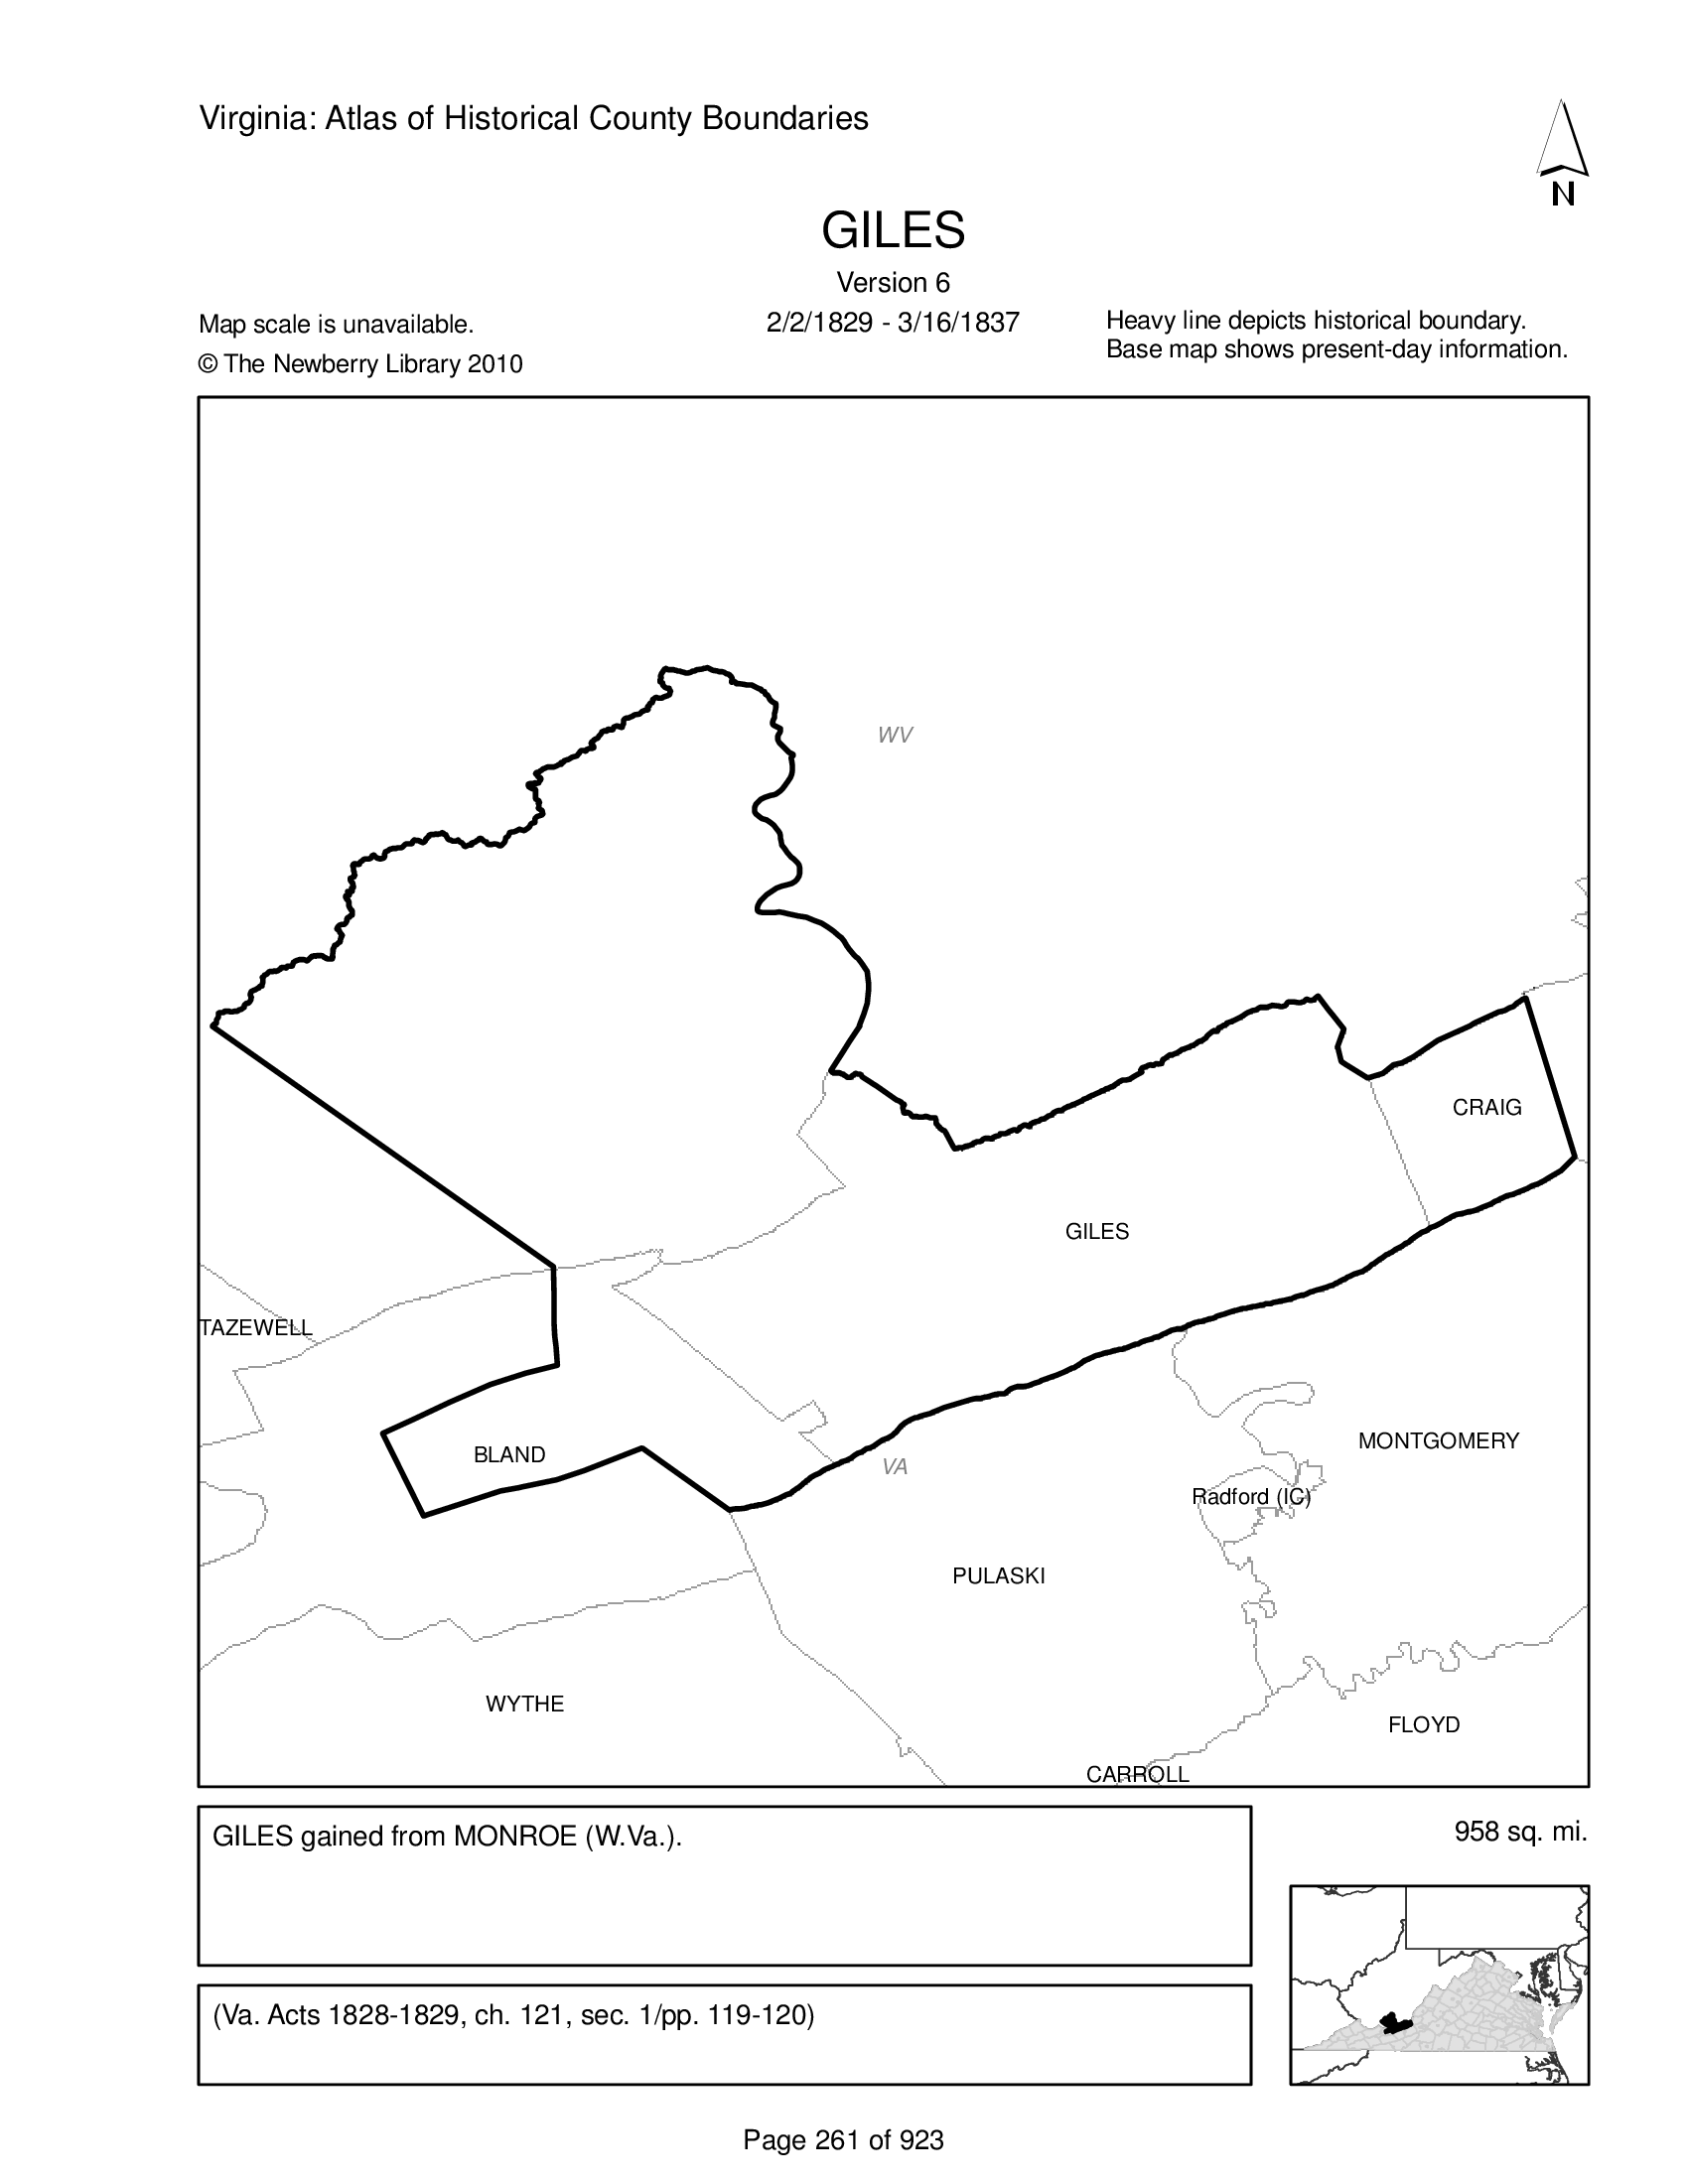 Virginia: Atlas of Historical County Boundaries
N
GILES
Version 6
2/2/1829 - 3/16/1837
Map scale is unavailable.
© The Newberry Library 2010
Heavy line depicts historical boundary.
Base map shows present-day information.
WV
CRAIG
GILES
TAZEWELL
BLAND
VA
MONTGOMERY
Radford (IC)
PULASKI
WYTHE
FLOYD
CARROLL
GILES gained from MONROE (W.Va.).
958 sq. mi.
(Va. Acts 1828-1829, ch. 121, sec. 1/pp. 119-120)
Page 261 of 923